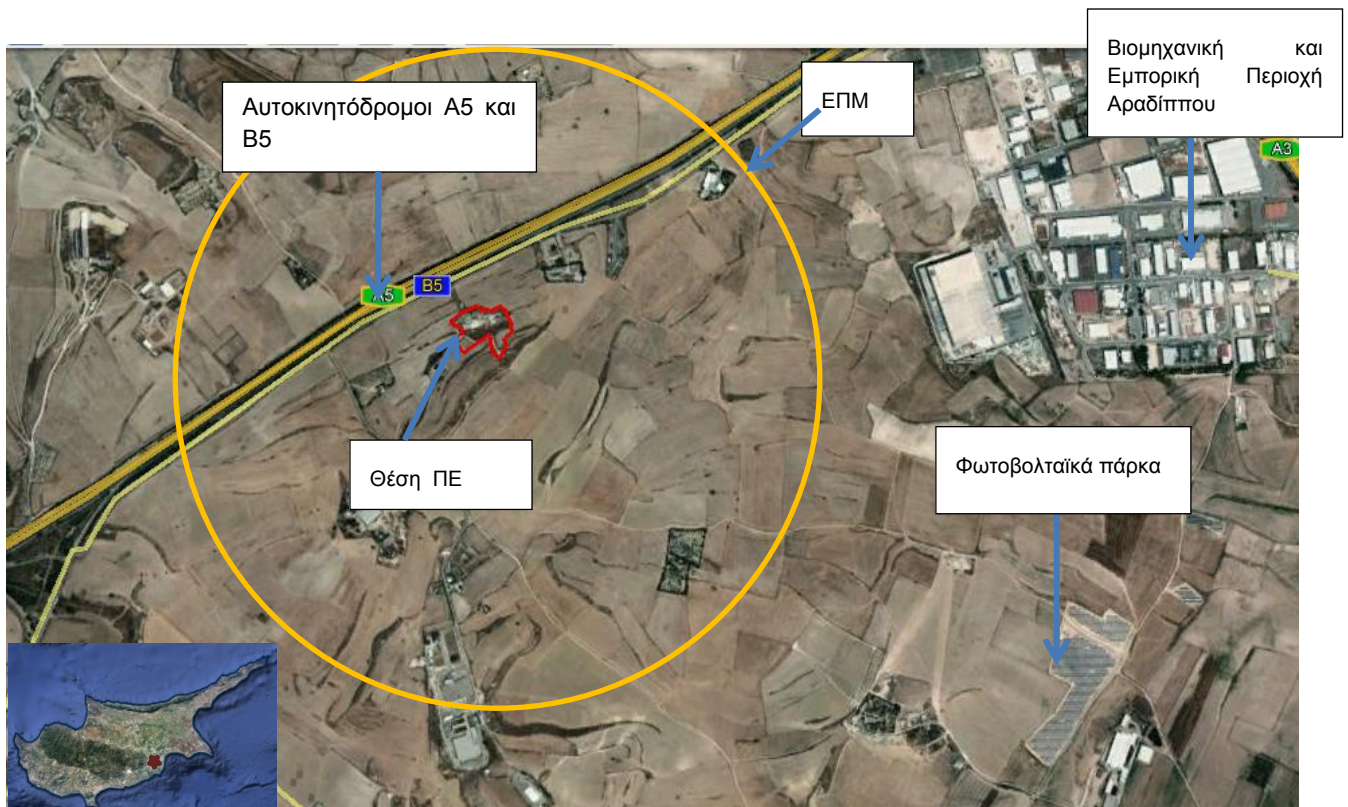 Βιομηχανική και
Εμπορική Περιοχή
Αραδίππου
ΕΠΜ
Αυτοκινητόδρομοι Α5 και
Β5
A3
A5
B5
Θέση ΠΕ
Φωτοβολταϊκά πάρκα